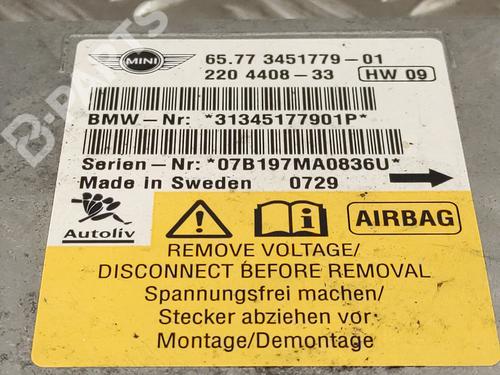 MINI
65.77 3451779-01
220 4408-33
HW 09
BMW-Nr: *31345177901P*
Serien-Nr: *07B197MA0836U*
Made in Sweden 0729
Autoliv
AIRBAG
REMOVE VOLTAGE/
DISCONNECT BEFORE REMOVAL
Spannungsfrei machen/
Stecker abziehen vor
Montage/Demontage
B-PARTS